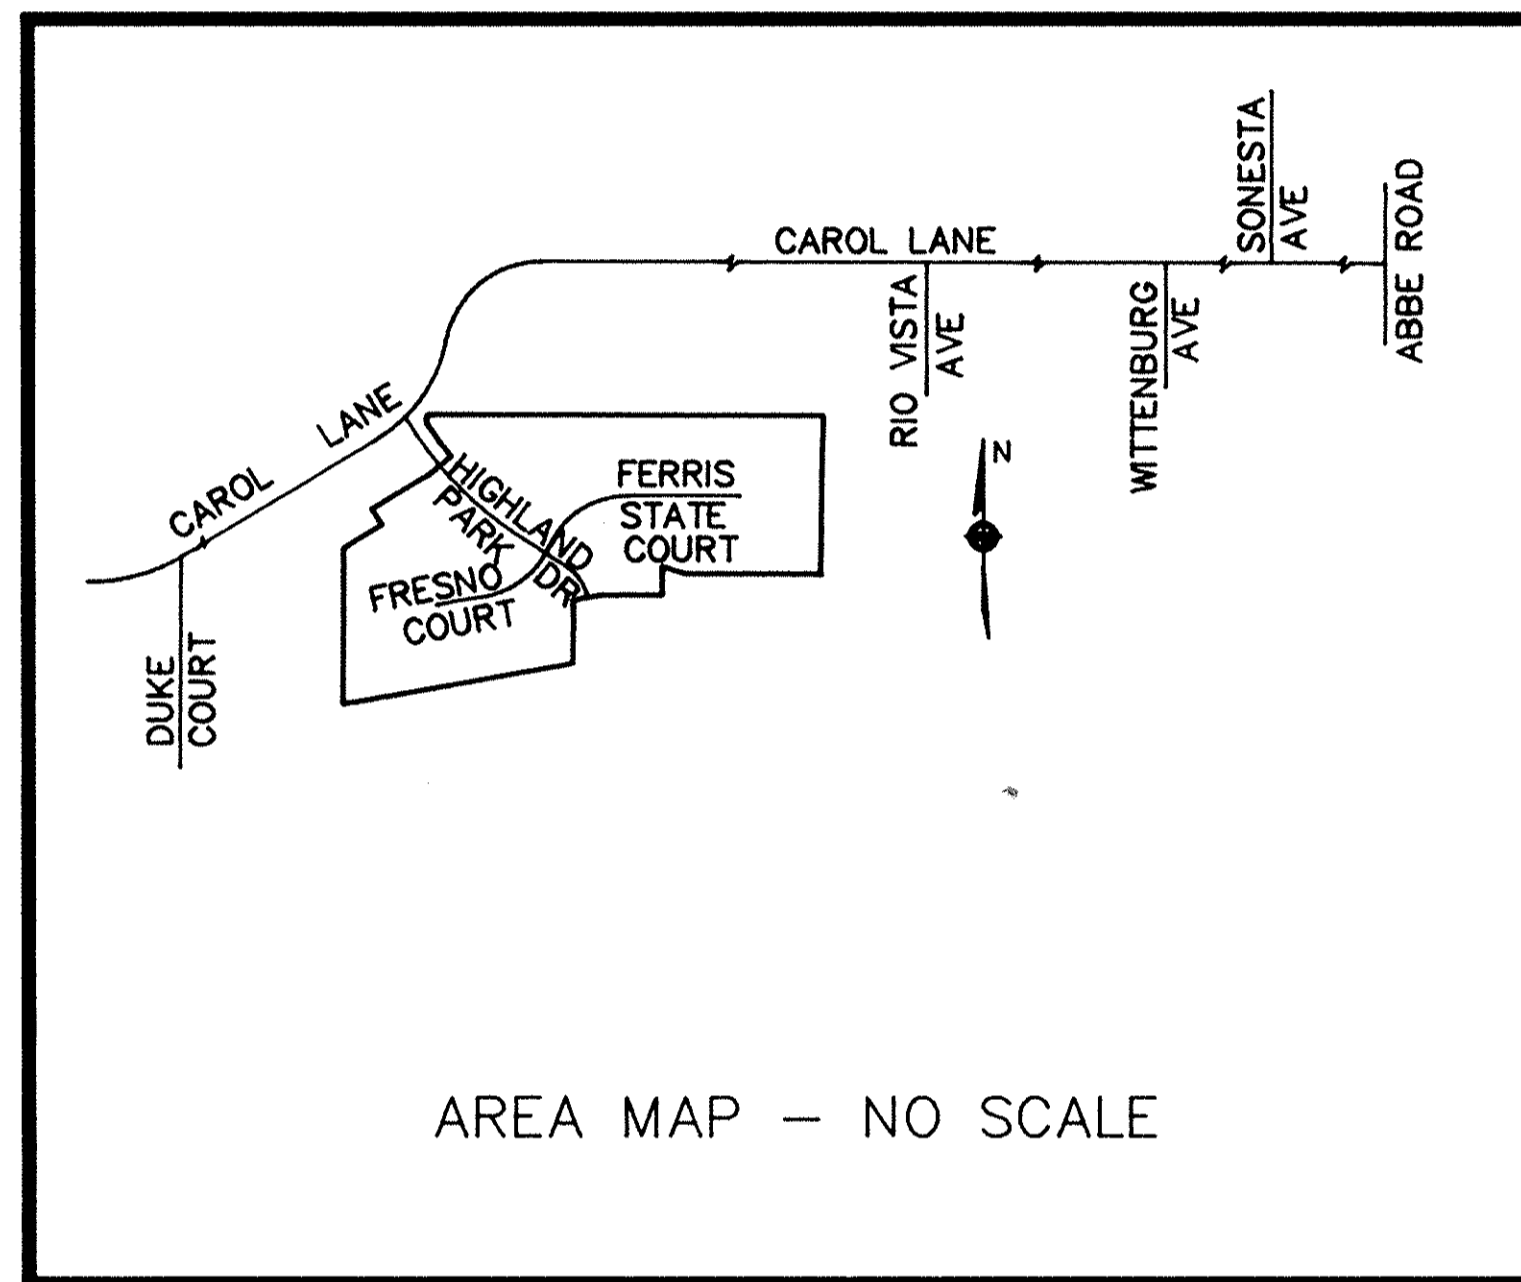 SONESTA
AVE
ABBE ROAD
CAROL LANE
RIO VISTA
AVE
WITTENBURG
AVE
CAROL LANE
N
HIGHLAND
PARK DR
FERRIS
STATE
COURT
FRESNO
COURT
DUKE
COURT
AREA MAP – NO SCALE